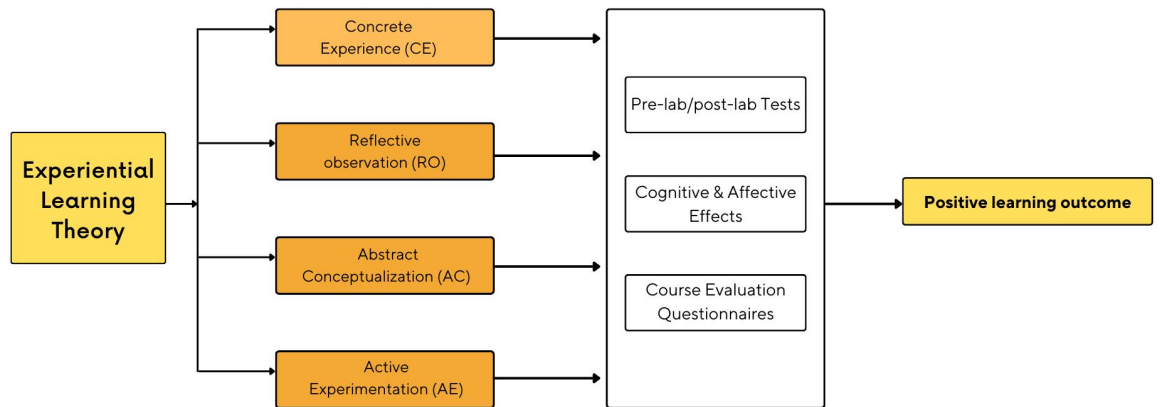 Experiential
Learning
Theory
Concrete
Experience (CE)
Reflective
observation (RO)
Abstract
Conceptualization (AC)
Active
Experimentation (AE)
Pre-lab/post-lab Tests
Cognitive & Affective
Effects
Course Evaluation
Questionnaires
Positive learning outcome